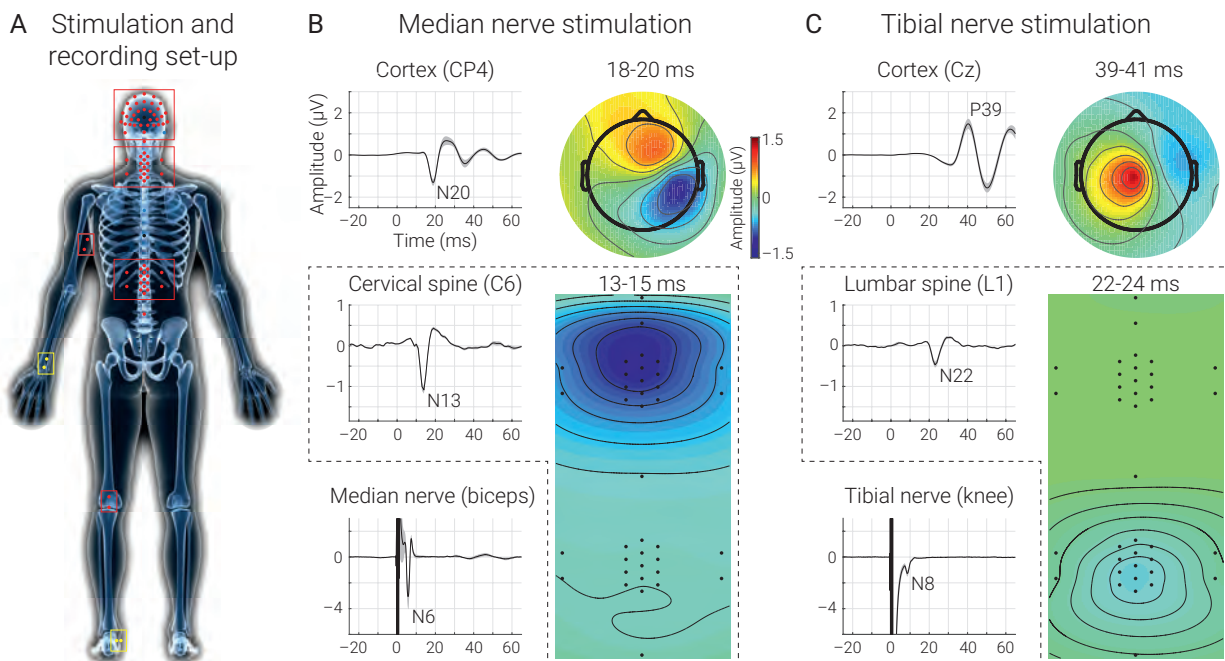 A Stimulation and
recording set-up
B Median nerve stimulation
Cortex (CP4)
18-20 ms
2
0
−2
Amplitude (μV)
N20
−20 0 20 40 60
Time (ms)
1.5
0
−1.5
Amplitude (μV)
Cervical spine (C6)
13-15 ms
1
0
−1
N13
−20 0 20 40 60
Median nerve (biceps)
0
−4
N6
−20 0 20 40 60
C Tibial nerve stimulation
Cortex (Cz)
39-41 ms
2
0
−2
P39
−20 0 20 40 60
Lumbar spine (L1)
22-24 ms
1
0
−1
N22
−20 0 20 40 60
Tibial nerve (knee)
0
−4
N8
−20 0 20 40 60